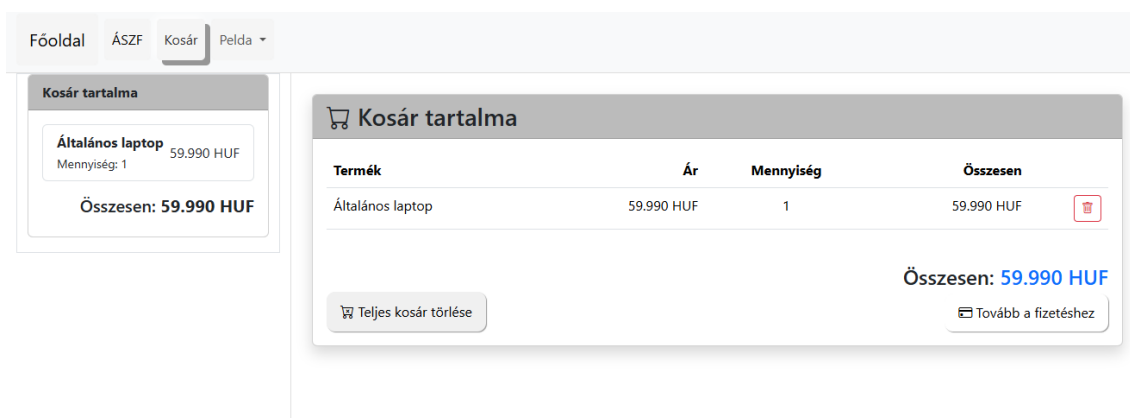 Főoldal ÁSZF Kosár Pelda
Kosár tartalma
Általános laptop 59.990 HUF
Mennyiség: 1
Összesen: 59.990 HUF
Kosár tartalma
Termék Ár Mennyiség Összesen
Általános laptop 59.990 HUF 1 59.990 HUF
Összesen: 59.990 HUF
Teljes kosár törlése Tovább a fizetéshez